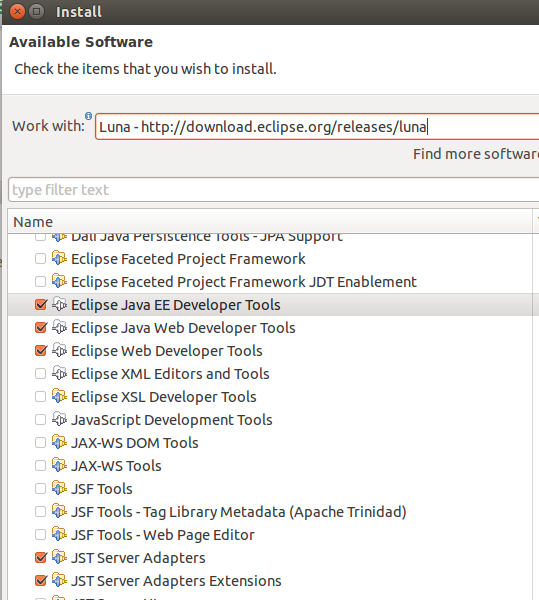 Install
Available Software
Check the items that you wish to install.
Work with: Luna - http://download.eclipse.org/releases/luna
Find more software
type filter text
Name
Dali Java Persistence Tools - JPA Support
Eclipse Faceted Project Framework
Eclipse Faceted Project Framework JDT Enablement
Eclipse Java EE Developer Tools
Eclipse Java Web Developer Tools
Eclipse Web Developer Tools
Eclipse XML Editors and Tools
Eclipse XSL Developer Tools
JavaScript Development Tools
JAX-WS DOM Tools
JAX-WS Tools
JSF Tools
JSF Tools - Tag Library Metadata (Apache Trinidad)
JSF Tools - Web Page Editor
JST Server Adapters
JST Server Adapters Extensions